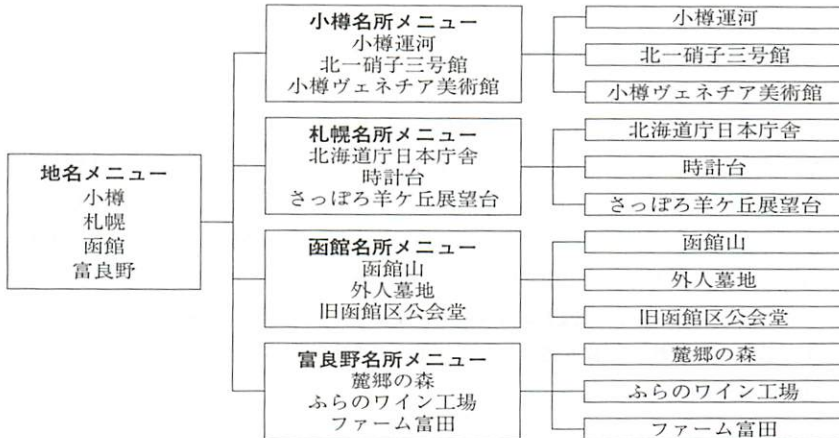 地名メニュー
小樽
札幌
函館
富良野
小樽名所メニュー
小樽運河
北一硝子三号館
小樽ヴェネチア美術館
札幌名所メニュー
北海道庁日本庁舎
時計台
さっぽろ羊ケ丘展望台
函館名所メニュー
函館山
外人墓地
旧函館区公会堂
富良野名所メニュー
麓郷の森
ふらのワイン工場
ファーム富田
小樽運河
北一硝子三号館
小樽ヴェネチア美術館
北海道庁日本庁舎
時計台
さっぽろ羊ケ丘展望台
函館山
外人墓地
旧函館区公会堂
麓郷の森
ふらのワイン工場
ファーム富田